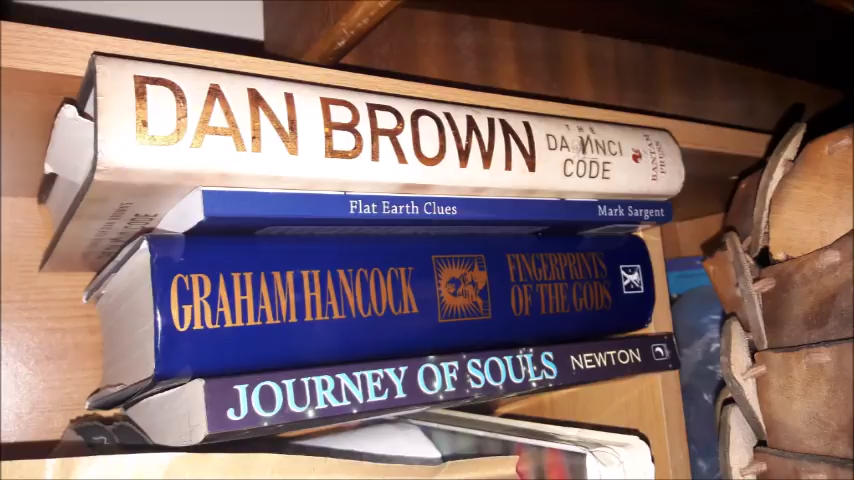 DAN BROWN
THE
DA VINCI
CODE
BANTAM
PRESS
Flat Earth Clues Mark Sargent
GRAHAM HANCOCK
FINGERPRINTS
OF THE GODS
JOURNEY OF SOULS NEWTON